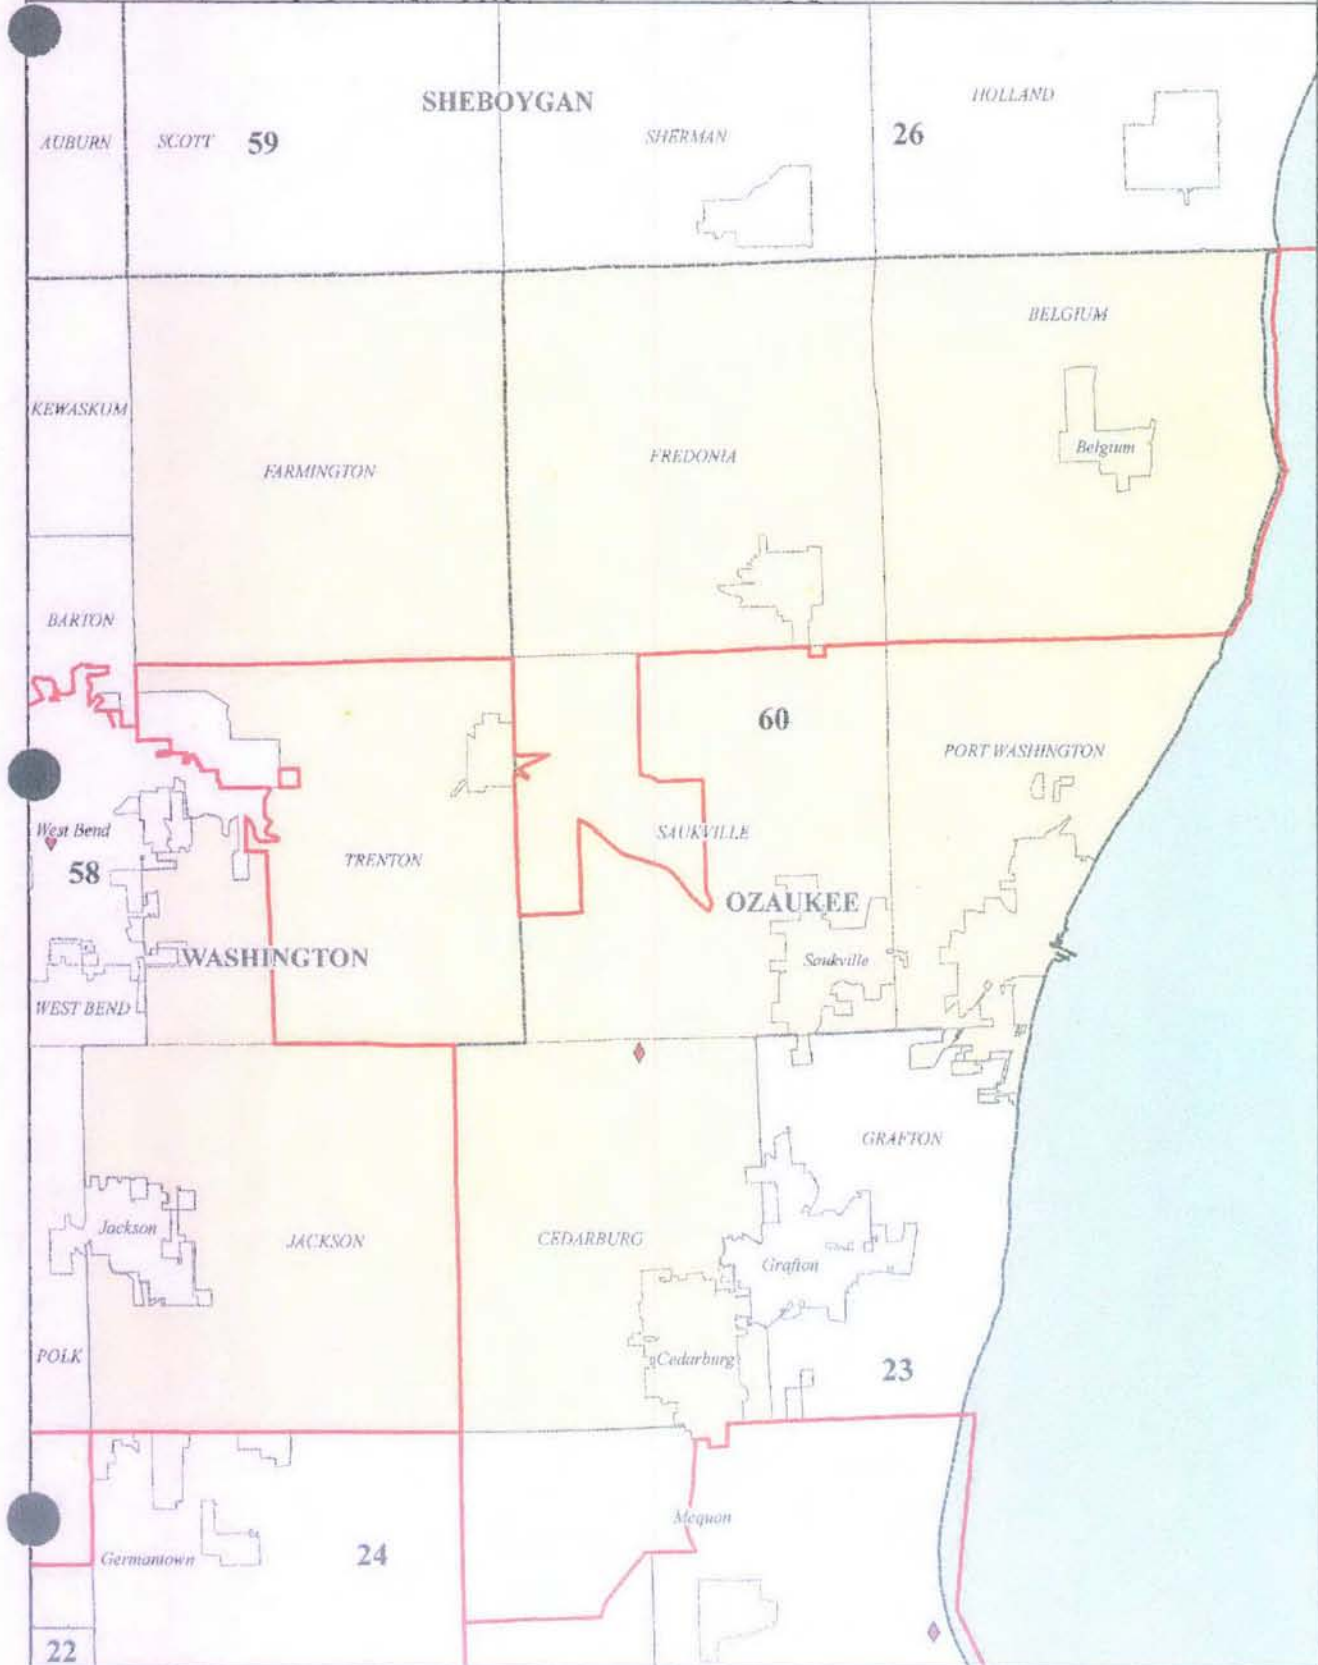 SHEBOYGAN
HOLLAND
AUBURN
SCOTT
59
SHERMAN
26
BELGIUM
KEWASKUM
Belgium
FARMINGTON
FREDONIA
BARTON
60
PORT WASHINGTON
West Bend
58
TRENTON
SAUKVILLE
OZAUKEE
WASHINGTON
Saukville
WEST BEND
GRAFTON
Jackson
JACKSON
CEDARBURG
Grafton
POLK
Cedarburg
23
Mequon
Germantown
24
22